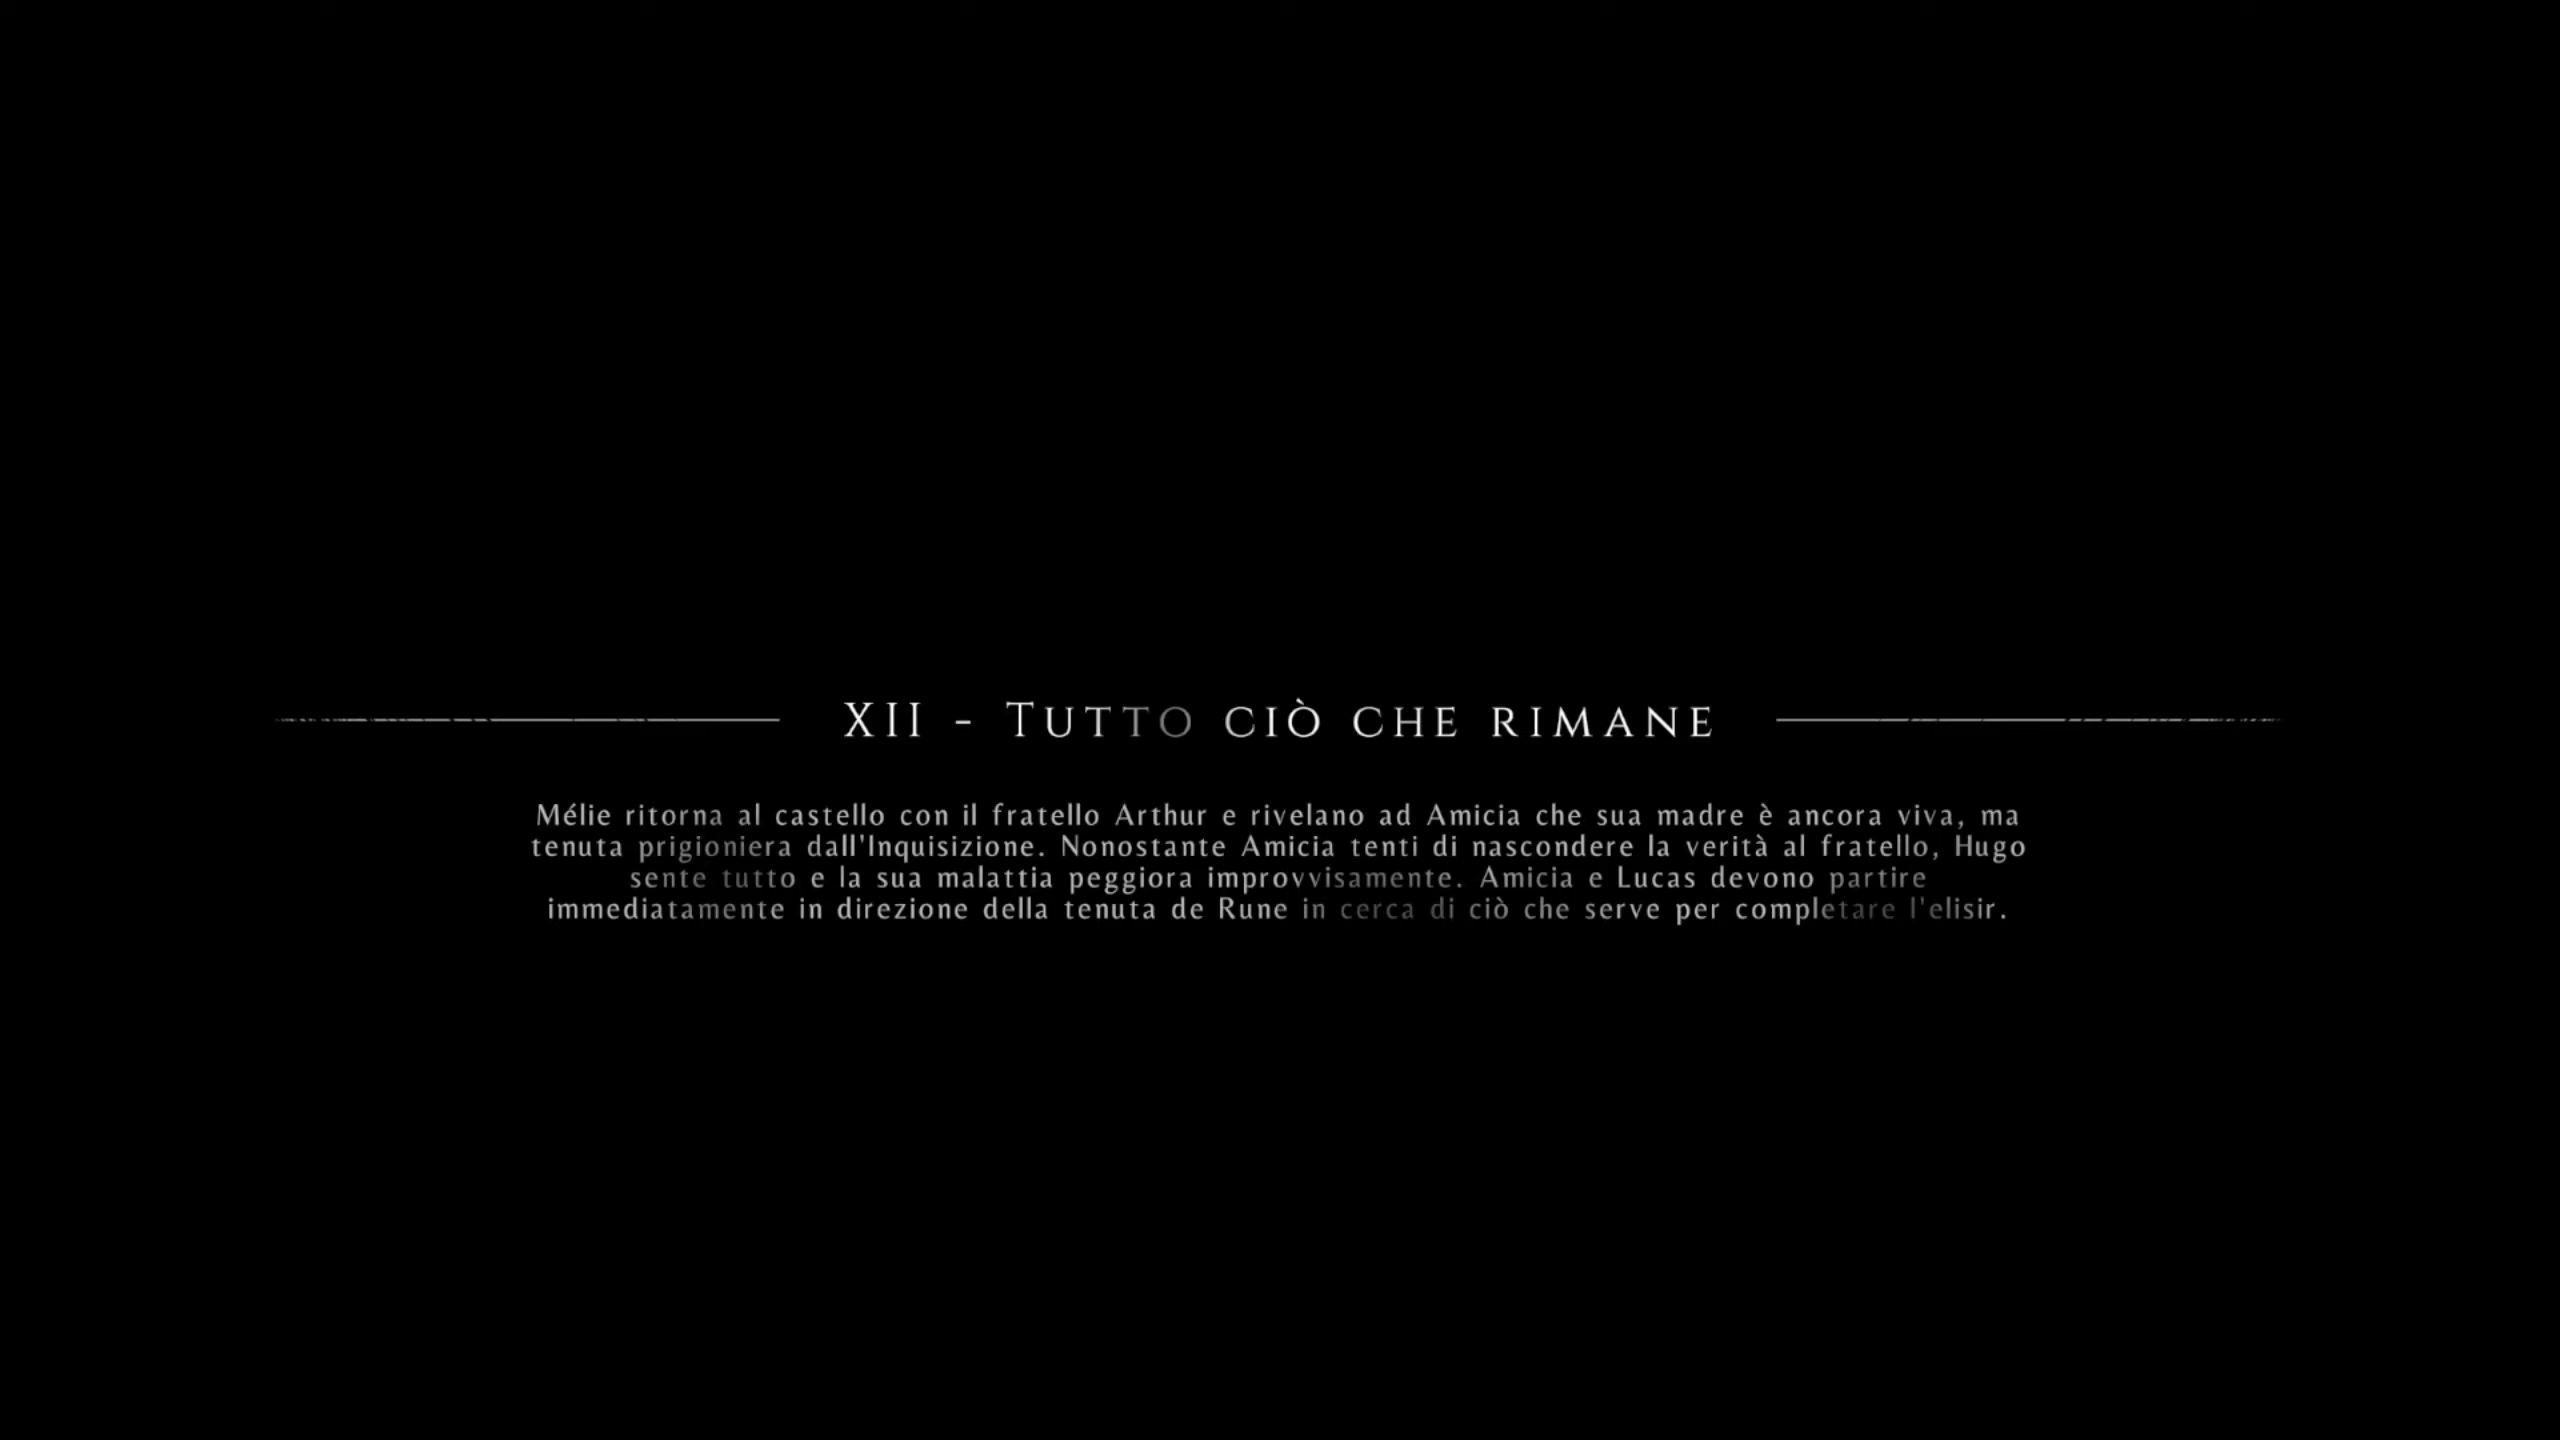 XII - Tutto ciò che rimane
Mélie ritorna al castello con il fratello Arthur e rivelano ad Amicia che sua madre è ancora viva, ma
tenuta prigioniera dall'Inquisizione. Nonostante Amicia tenti di nascondere la verità al fratello, Hugo
sente tutto e la sua malattia peggiora improvvisamente. Amicia e Lucas devono partire
immediatamente in direzione della tenuta de Rune in cerca di ciò che serve per completare l'elisir.